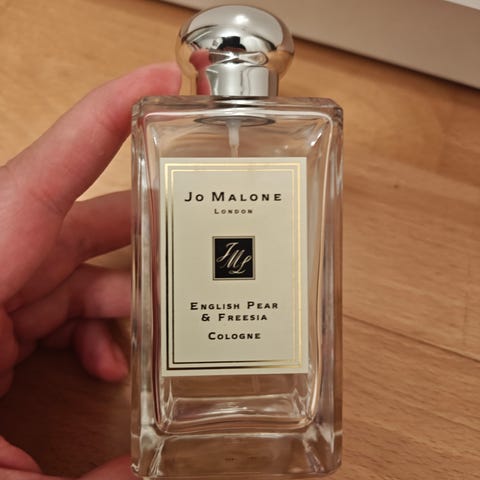 JO MALONE
LONDON
JML
ENGLISH PEAR
& FREESIA
COLOGNE